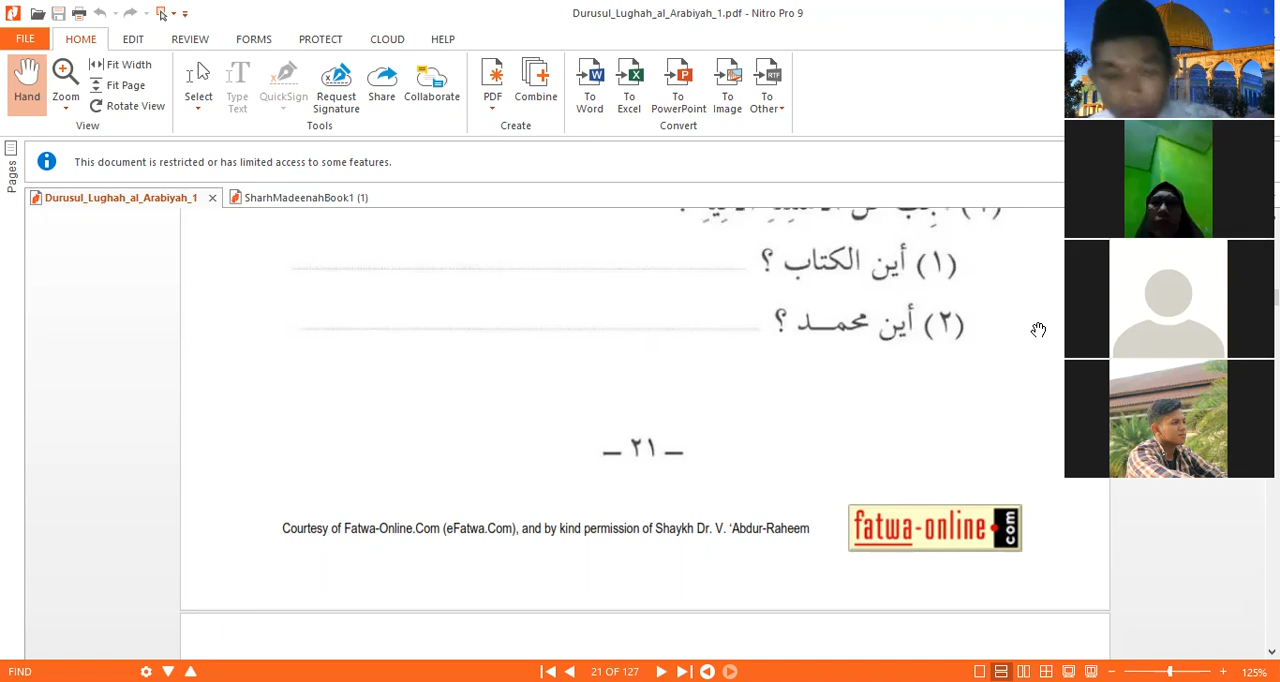 Durusul_Lughah_al_Arabiyah_1.pdf - Nitro Pro 9
FILE HOME EDIT REVIEW FORMS PROTECT CLOUD HELP
Hand
Zoom
Fit Width
Fit Page
Rotate View
View
Select
Type Text
QuickSign
Request Signature
Share
Collaborate
Tools
PDF
Combine
Create
To Word
To Excel
To PowerPoint
To Image
To Other
Convert
Pages
This document is restricted or has limited access to some features.
Durusul_Lughah_al_Arabiyah_1
SharhMadeenahBook1 (1)
(١) أين الكتاب ؟
(٢) أين محمـد ؟
– ٢١ –
Courtesy of Fatwa-Online.Com (eFatwa.Com), and by kind permission of Shaykh Dr. V. ‘Abdur-Raheem
fatwa-online.com
FIND
21 OF 127
125%